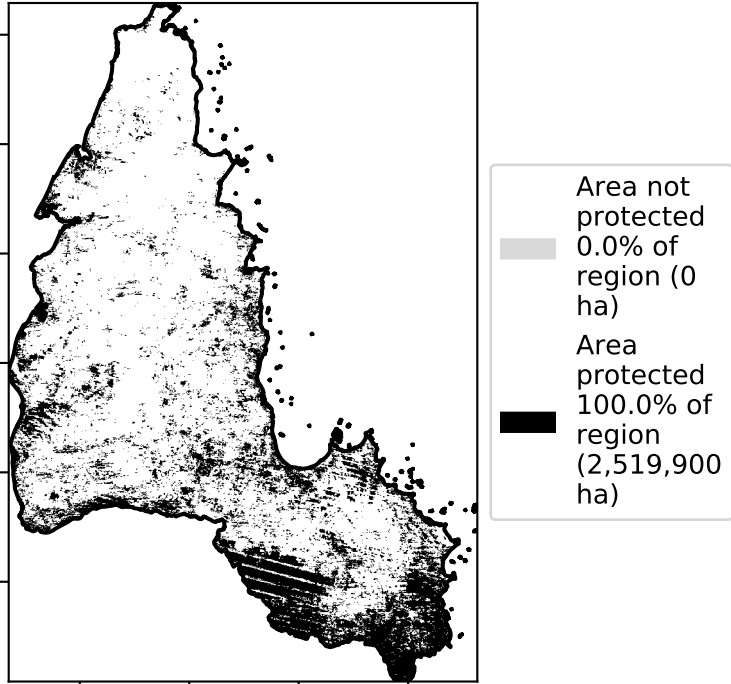 Area not
protected
0.0% of
region (0
ha)
Area
protected
100.0% of
region
(2,519,900
ha)